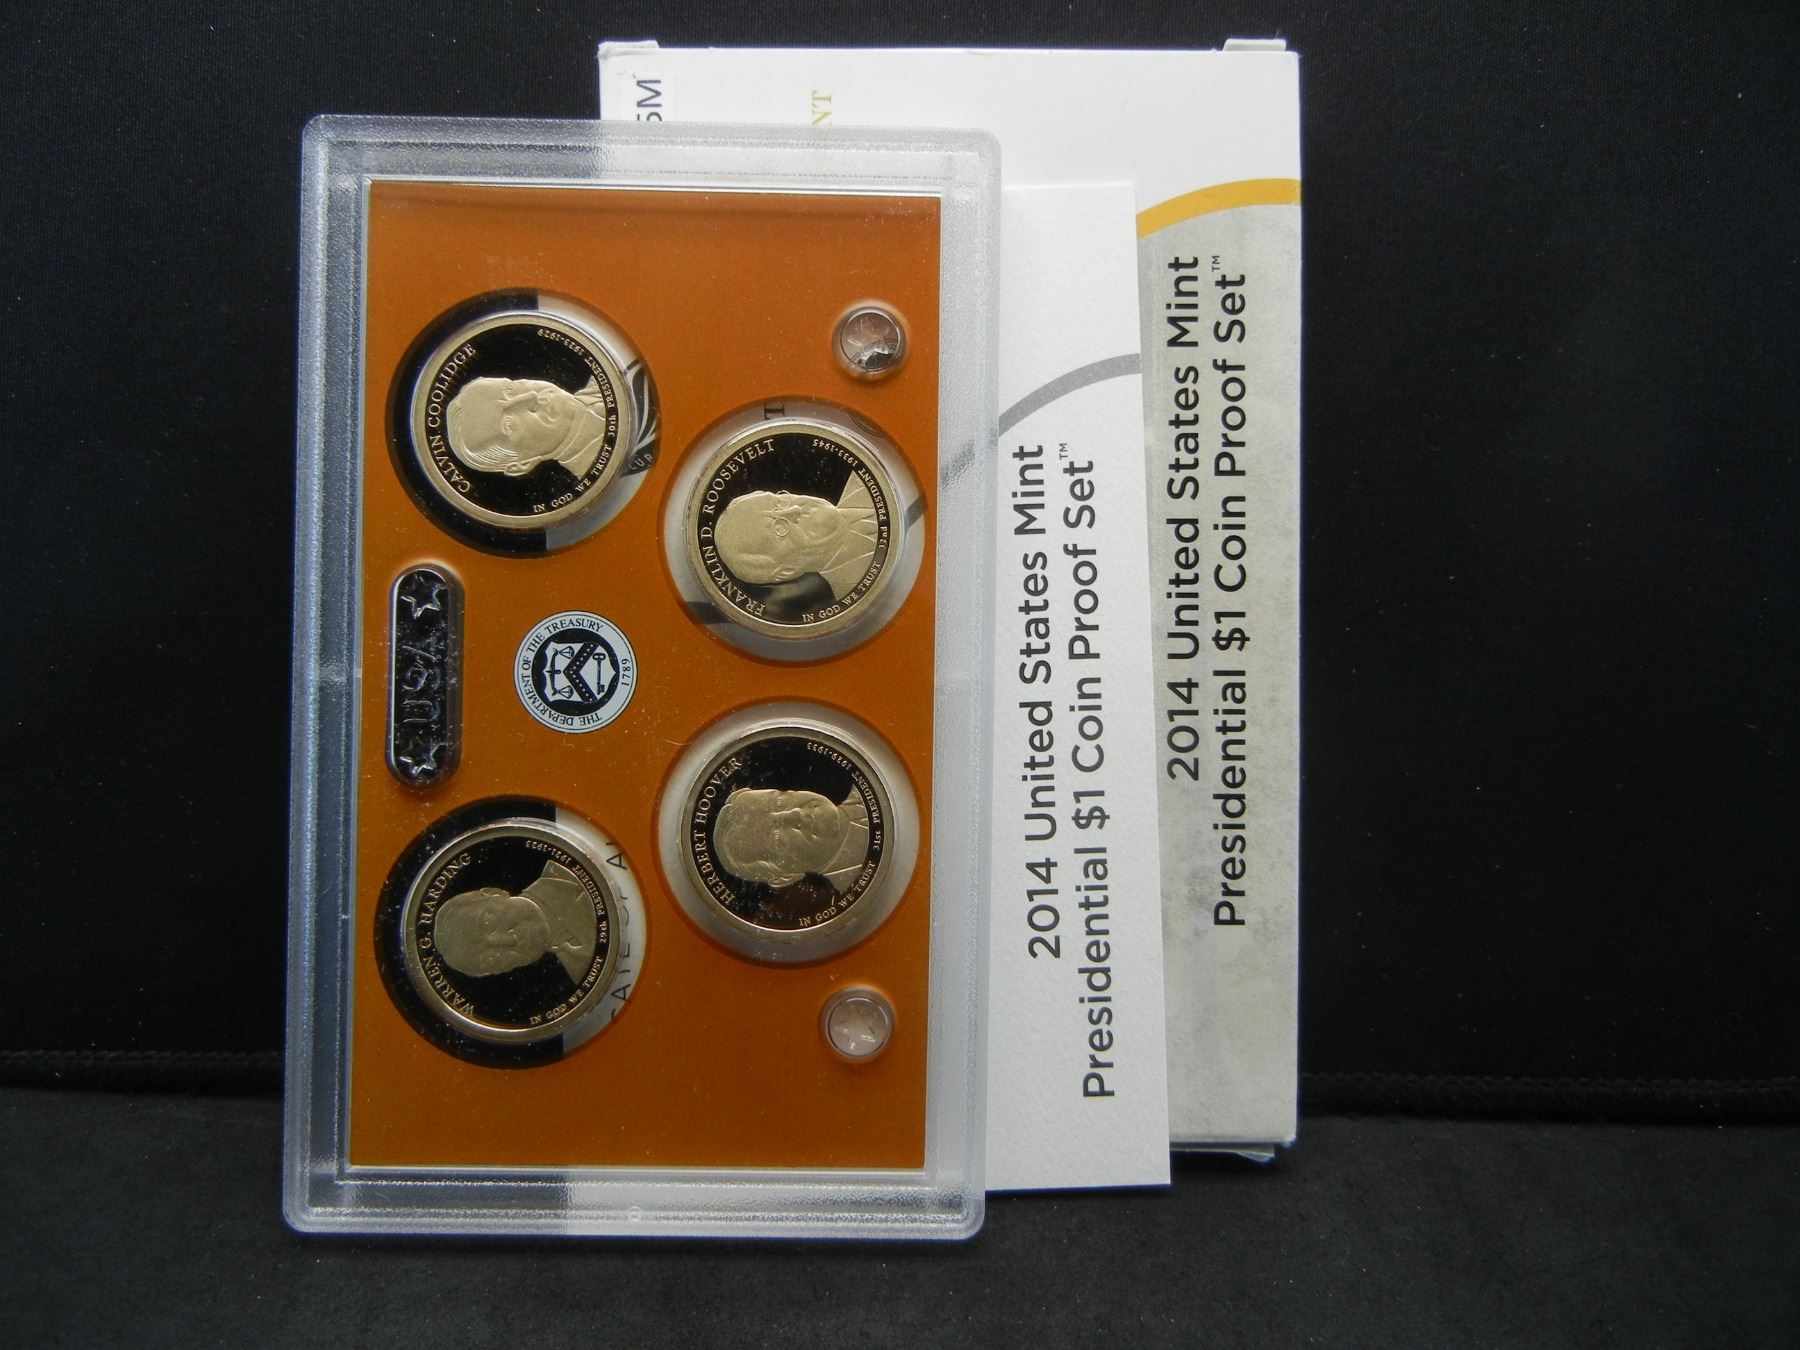 CALVIN COOLIDGE
IN GOD WE TRUST 30th PRESIDENT 1923-1929
FRANKLIN D. ROOSEVELT
IN GOD WE TRUST 32nd PRESIDENT 1933-1945
USA
THE DEPARTMENT OF THE TREASURY
1789
WARREN G. HARDING
IN GOD WE TRUST 29th PRESIDENT 1921-1923
HERBERT HOOVER
IN GOD WE TRUST 31st PRESIDENT 1929-1933
2014 United States Mint
Presidential $1 Coin Proof Set™
2014 United States Mint
Presidential $1 Coin Proof Set™